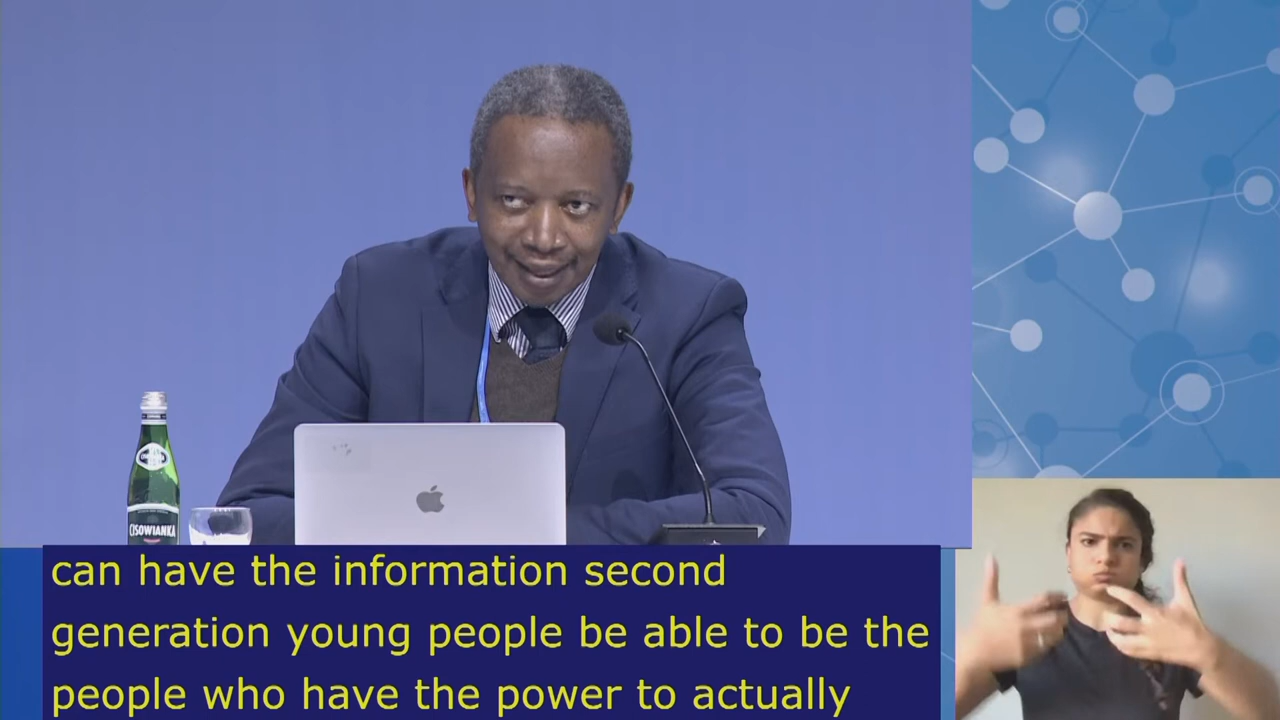 CISOWIANKA
can have the information second
generation young people be able to be the
people who have the power to actually